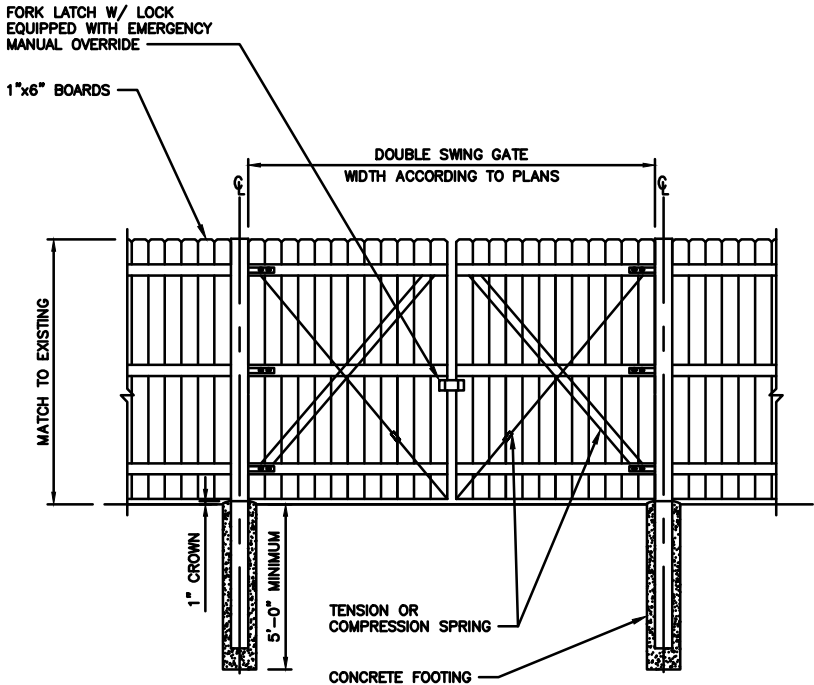 FORK LATCH W/ LOCK
EQUIPPED WITH EMERGENCY
MANUAL OVERRIDE
1"x6" BOARDS
DOUBLE SWING GATE
WIDTH ACCORDING TO PLANS
℄
℄
MATCH TO EXISTING
1" CROWN
5'-0" MINIMUM
TENSION OR
COMPRESSION SPRING
CONCRETE FOOTING